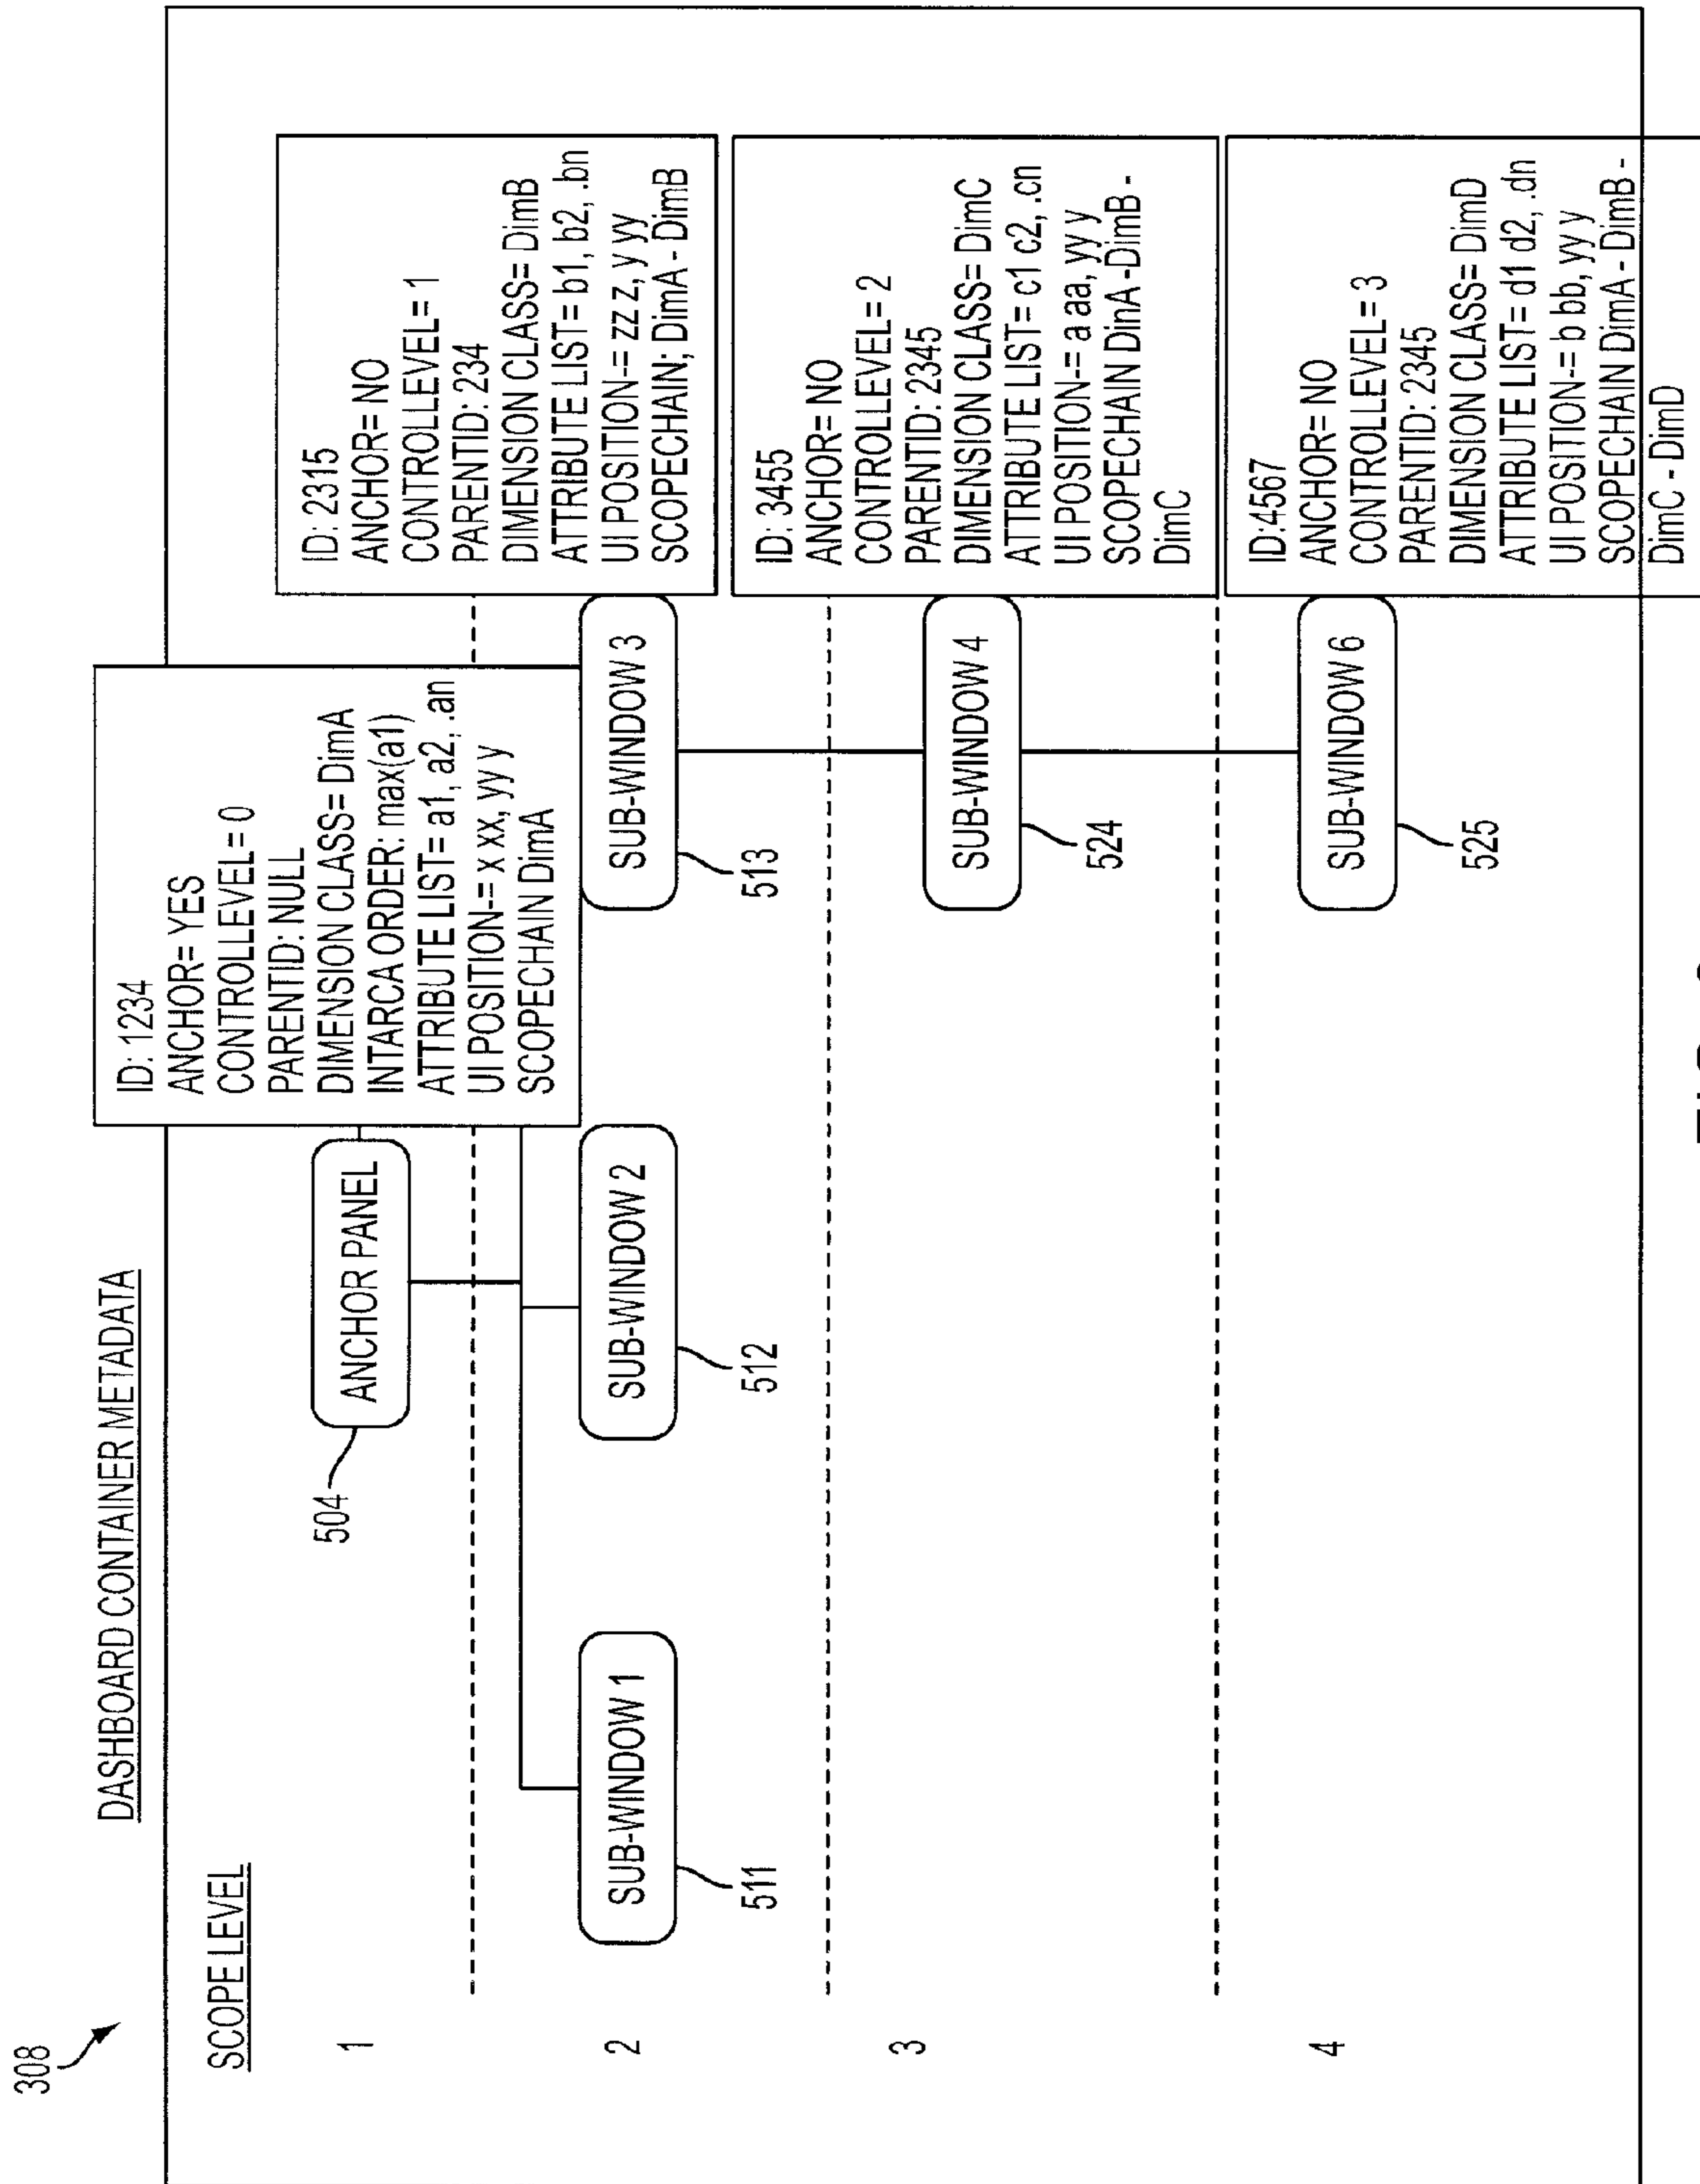 308
DASHBOARD CONTAINER METADATA
SCOPE LEVEL
1
2
3
4
504
ANCHOR PANEL
ID: 1234
ANCHOR= YES
CONTROLLEVEL= 0
PARENTID: NULL
DIMENSION CLASS= DimA
INTARCA ORDER: max(a1)
ATTRIBUTE LIST= a1, a2, .an
UI POSITION-= x xx, yy y
SCOPECHAIN DimA
SUB-WINDOW 1
511
SUB-WINDOW 2
512
SUB-WINDOW 3
513
ID: 2315
ANCHOR= NO
CONTROLLEVEL= 1
PARENTID: 234
DIMENSION CLASS= DimB
ATTRIBUTE LIST= b1, b2, .bn
UI POSITION-= zz z, y yy
SCOPECHAIN; DimA - DimB
SUB-WINDOW 4
524
ID: 3455
ANCHOR= NO
CONTROLLEVEL= 2
PARENTID: 2345
DIMENSION CLASS= DimC
ATTRIBUTE LIST= c1 c2, .cn
UI POSITION-= a aa, yy y
SCOPECHAIN DinA -DimB -
DimC
SUB-WINDOW 6
525
ID:4567
ANCHOR= NO
CONTROLLEVEL= 3
PARENTID: 2345
DIMENSION CLASS= DimD
ATTRIBUTE LIST= d1 d2, .dn
UI POSITION-= b bb, yy y
SCOPECHAIN DimA - DimB -
DimC - DimD